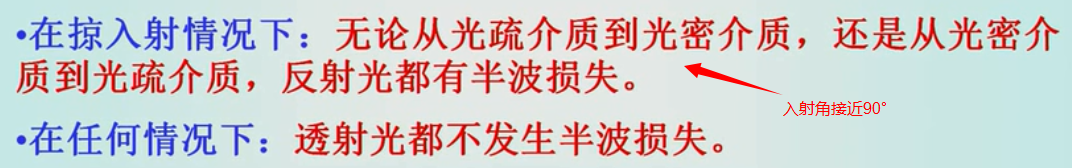 •在掠入射情况下：无论从光疏介质到光密介质，还是从光密介
质到光疏介质，反射光都有半波损失。
入射角接近90°
•在任何情况下：透射光都不发生半波损失。